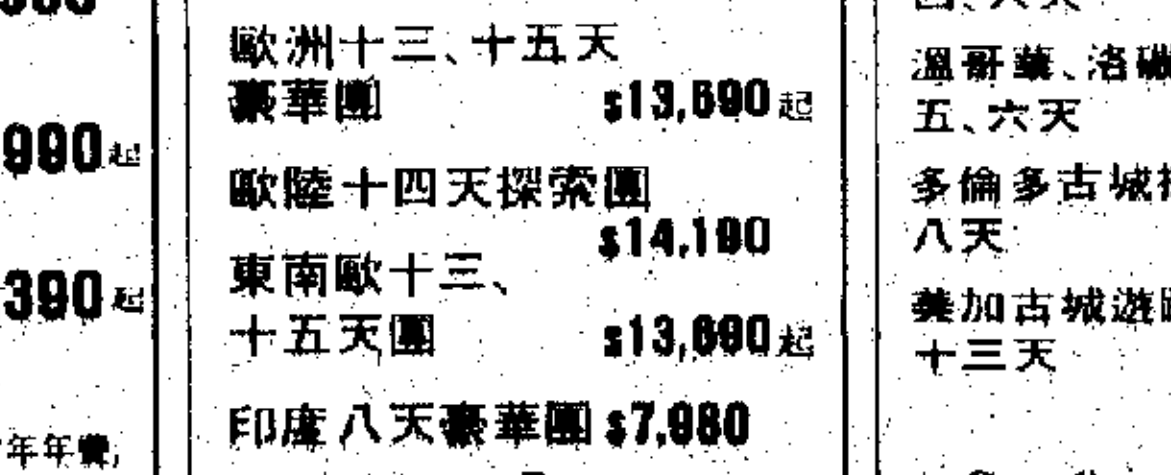 990起
390起
年年費,
歐洲十三、十五天
豪華團 $13,690起
歐陸十四天探索團
$14,190
東南歐十三、
十五天團 $13,690起
印度八天豪華團 $7,980
溫哥華、洛磯
五、六天
多倫多古城
八天
美加古城遊
十三天